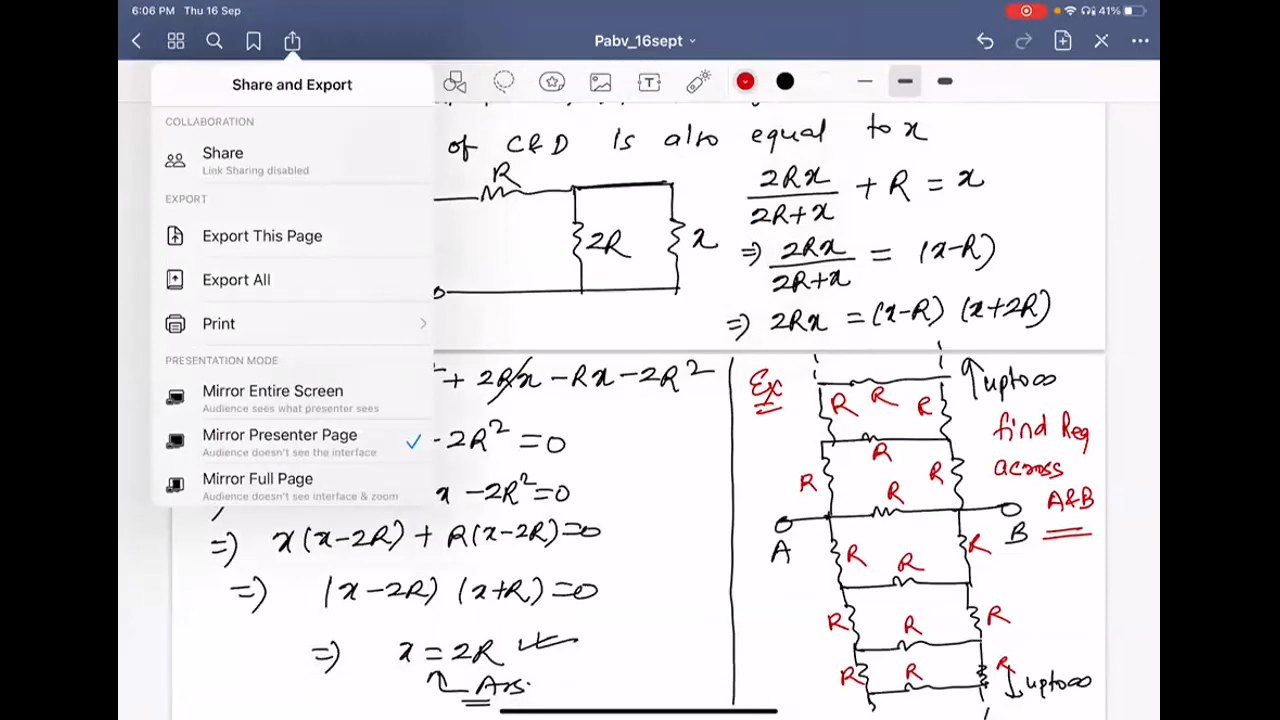 6:06 PM Thu 16 Sep
41%
Pabv_16sept
Share and Export
COLLABORATION
Share
Link Sharing disabled
EXPORT
Export This Page
Export All
Print
PRESENTATION MODE
Mirror Entire Screen
Audience sees what presenter sees
Mirror Presenter Page
Audience doesn't see the interface
Mirror Full Page
Audience doesn't see interface & zoom
T
of C&D is also equal to x
R
2R
x
2Rx/2R+x + R = x
⇒ 2Rx/2R+x = (x-R)
⇒ 2Rx = (x-R) (x+2R)
+ 2Rx - Rx - 2R²
- 2R² = 0
x - 2R² = 0
⇒ x(x-2R) + R(x-2R) = 0
⇒ (x-2R) (x+R) = 0
⇒ x = 2R
Ans.
Ex
↑ upto ∞
R R R
find Req
across
A&B
R
R R
R
A
B
R R
R
R R
R
R R
R
↓ upto ∞